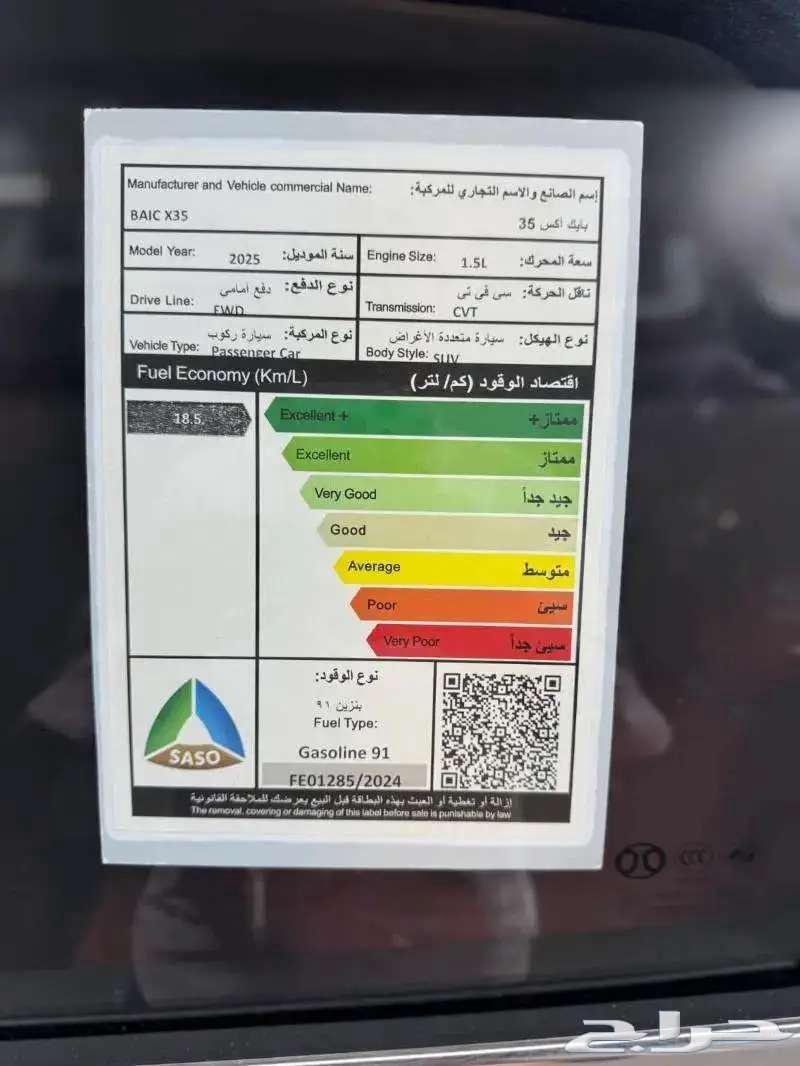 Manufacturer and Vehicle commercial Name: إسم الصانع والاسم التجاري للمركبة:
BAIC X35 بايك أكس 35
Model Year: 2025 سنة الموديل:
Engine Size: 1.5L سعة المحرك:
Drive Line: دفع أمامي نوع الدفع:
FWD
Transmission: سي في تي ناقل الحركة:
CVT
Vehicle Type: سيارة ركوب نوع المركبة:
Passenger Car
Body Style: سيارة متعددة الأغراض نوع الهيكل:
SUV
Fuel Economy (Km/L) اقتصاد الوقود (كم/ لتر)
18.5
Excellent + ممتاز+
Excellent ممتاز
Very Good جيد جداً
Good جيد
Average متوسط
Poor سيئ
Very Poor سيئ جداً
SASO
نوع الوقود:
بنزين ٩١
Fuel Type:
Gasoline 91
FE01285/2024
إزالة أو تغطية أو العبث بهذه البطاقة قبل البيع يعرضك للملاحقة القانونية
The removal, covering or damaging of this label before sale is punishable by law
حراج